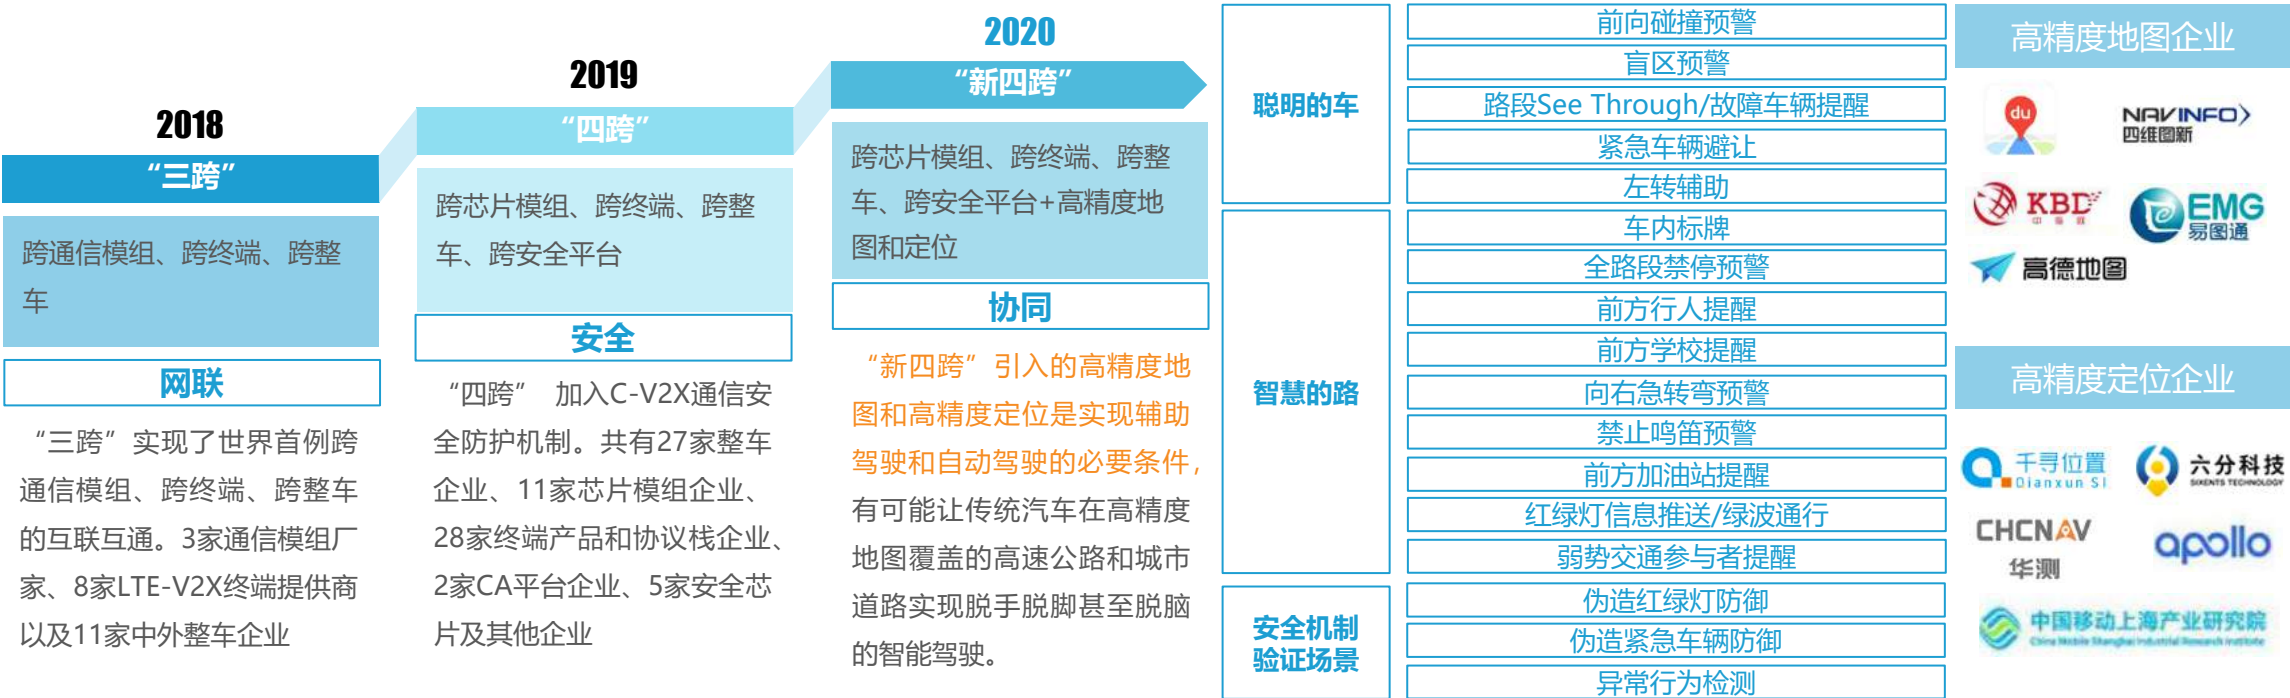 2018
“三跨”
跨通信模组、跨终端、跨整
车
网联
“三跨”实现了世界首例跨
通信模组、跨终端、跨整车
的互联互通。3家通信模组厂
家、8家LTE-V2X终端提供商
以及11家中外整车企业
2019
“四跨”
跨芯片模组、跨终端、跨整
车、跨安全平台
安全
“四跨” 加入C-V2X通信安
全防护机制。共有27家整车
企业、11家芯片模组企业、
28家终端产品和协议栈企业、
2家CA平台企业、5家安全芯
片及其他企业
2020
“新四跨”
跨芯片模组、跨终端、跨整
车、跨安全平台+高精度地
图和定位
协同
“新四跨”引入的高精度地
图和高精度定位是实现辅助
驾驶和自动驾驶的必要条件,
有可能让传统汽车在高精度
地图覆盖的高速公路和城市
道路实现脱手脱脚甚至脱脑
的智能驾驶。
聪明的车
前向碰撞预警
盲区预警
路段See Through/故障车辆提醒
紧急车辆避让
左转辅助
智慧的路
车内标牌
全路段禁停预警
前方行人提醒
前方学校提醒
向右急转弯预警
禁止鸣笛预警
前方加油站提醒
红绿灯信息推送/绿波通行
弱势交通参与者提醒
安全机制
验证场景
伪造红绿灯防御
伪造紧急车辆防御
异常行为检测
高精度地图企业
du
NAVINFO
四维图新
KBD
EMG
易图通
高德地图
高精度定位企业
千寻位置
Qianxun SI
六分科技
SIXENTS TECHNOLOGY
CHCNAV
华测
apollo
中国移动上海产业研究院
China Mobile Shanghai Industrial Research Institute